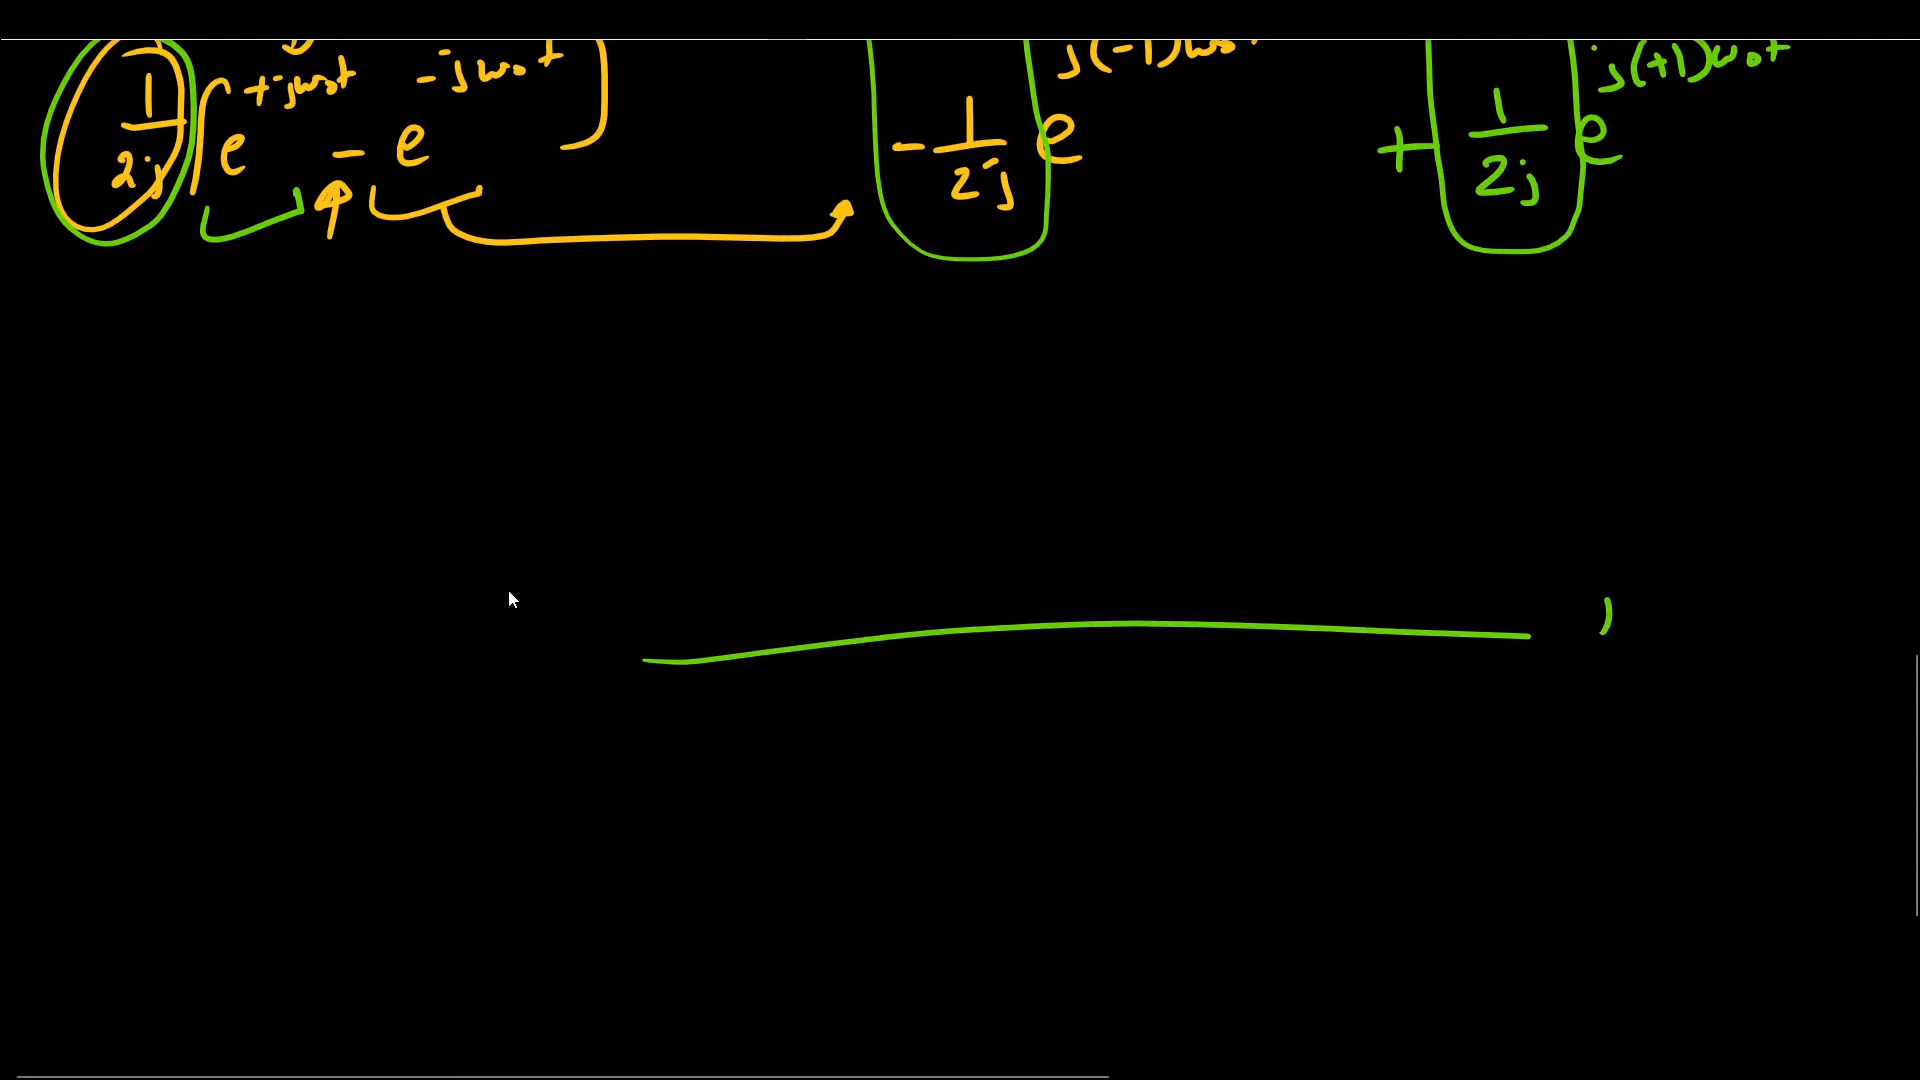 1/2j [e^{+jω₀t} - e^{-jω₀t}]   - 1/2j e^{j(-1)ω₀t}   + 1/2j e^{j(+1)ω₀t}